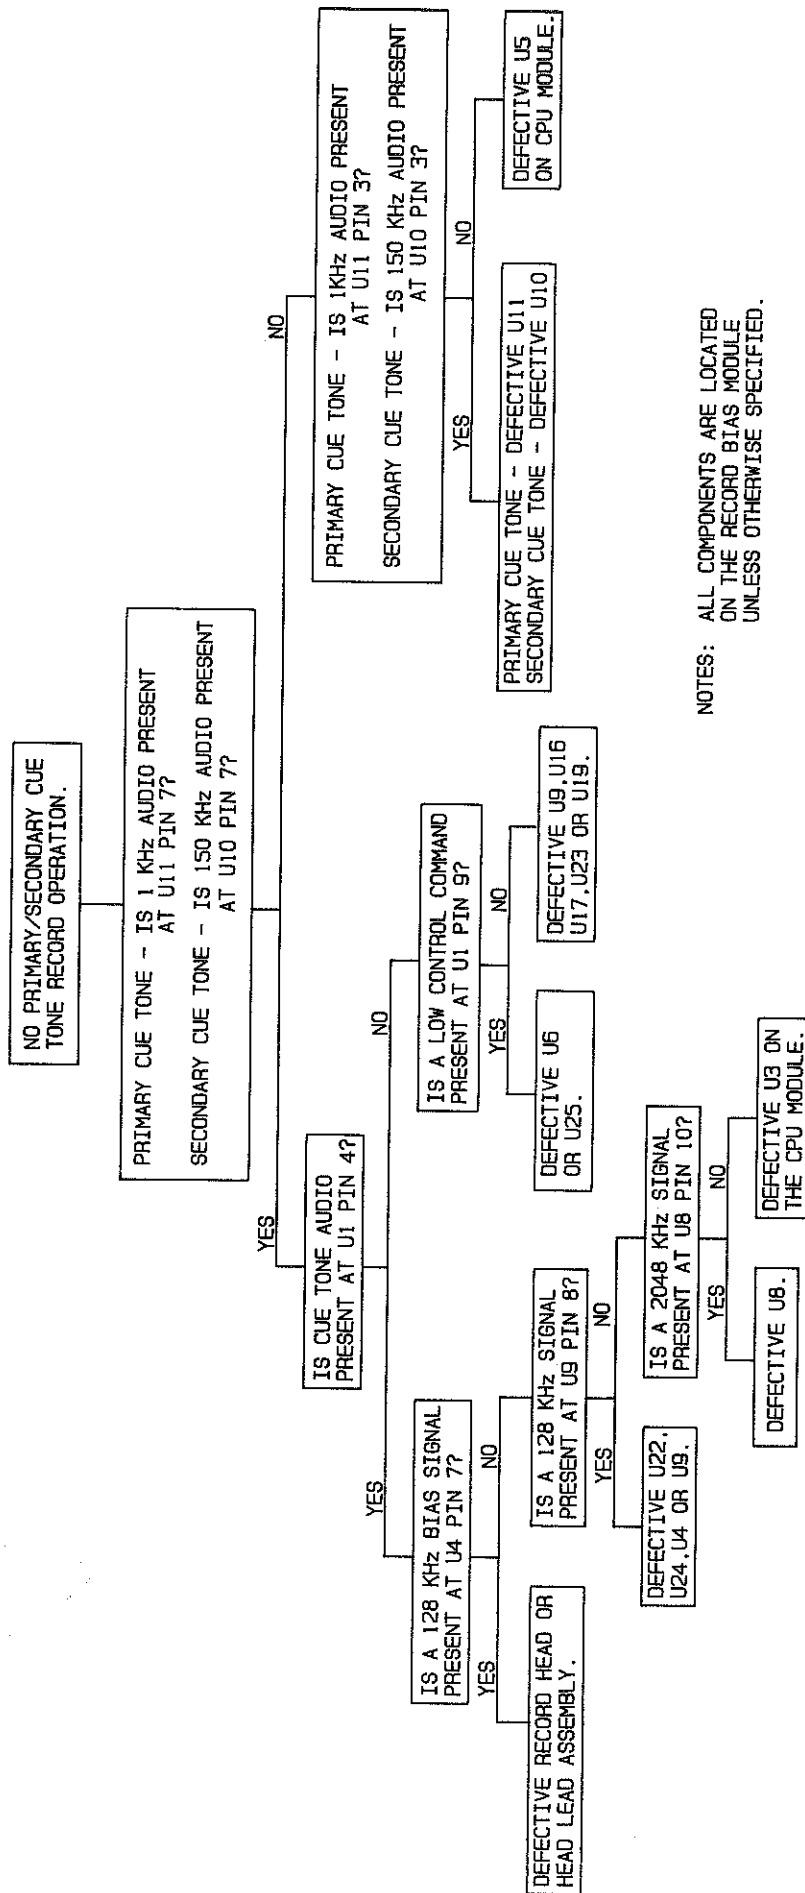 NO PRIMARY/SECONDARY CUE
TONE RECORD OPERATION.
PRIMARY CUE TONE - IS 1 KHz AUDIO PRESENT
AT U11 PIN 7?
SECONDARY CUE TONE - IS 150 KHz AUDIO PRESENT
AT U10 PIN 7?
YES
NO
IS CUE TONE AUDIO
PRESENT AT U1 PIN 4?
PRIMARY CUE TONE - IS 1KHz AUDIO PRESENT
AT U11 PIN 3?
SECONDARY CUE TONE - IS 150 KHz AUDIO PRESENT
AT U10 PIN 3?
YES
NO
YES
NO
IS A 128 KHz BIAS SIGNAL
PRESENT AT U4 PIN 7?
IS A LOW CONTROL COMMAND
PRESENT AT U1 PIN 9?
PRIMARY CUE TONE - DEFECTIVE U11
SECONDARY CUE TONE - DEFECTIVE U10
DEFECTIVE U5
ON CPU MODULE.
YES
NO
YES
NO
DEFECTIVE RECORD HEAD OR
HEAD LEAD ASSEMBLY.
IS A 128 KHz SIGNAL
PRESENT AT U9 PIN 8?
DEFECTIVE U6
OR U25.
DEFECTIVE U9,U16
U17,U23 OR U19.
YES
NO
DEFECTIVE U22,
U24,U4 OR U9.
IS A 2048 KHz SIGNAL
PRESENT AT U8 PIN 10?
YES
NO
DEFECTIVE U8.
DEFECTIVE U3 ON
THE CPU MODULE.
NOTES: ALL COMPONENTS ARE LOCATED
ON THE RECORD BIAS MODULE
UNLESS OTHERWISE SPECIFIED.